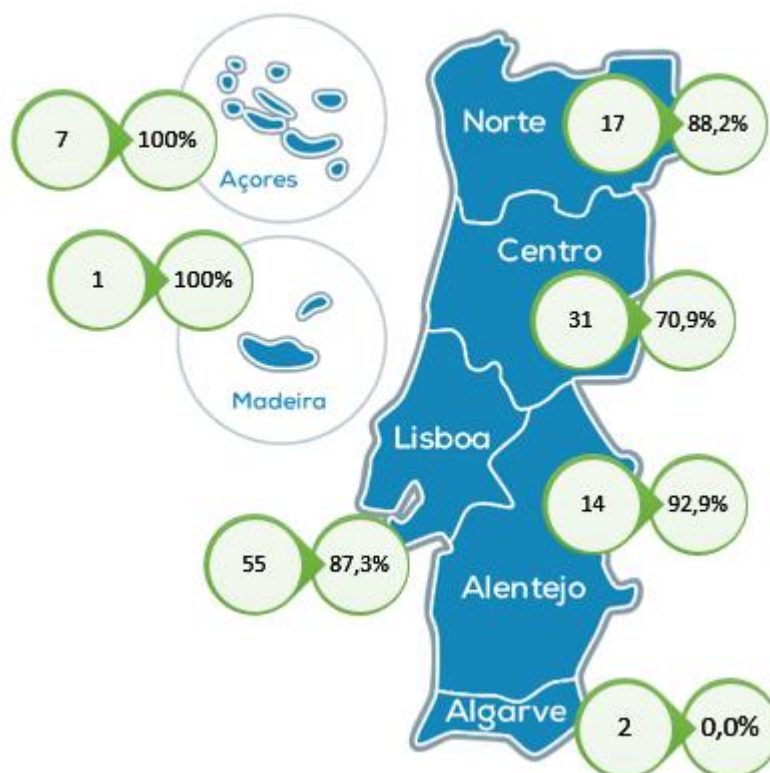 Norte
17
88,2%
7
100%
Açores
Centro
1
100%
31
70,9%
Madeira
Lisboa
14
92,9%
55
87,3%
Alentejo
Algarve
2
0,0%